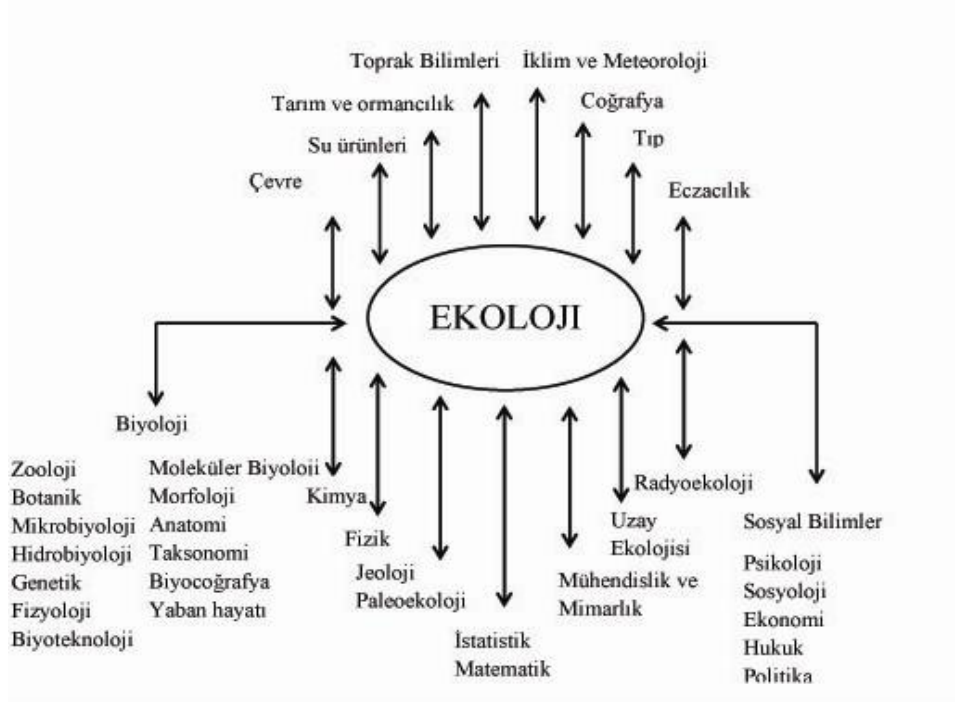 Toprak Bilimleri
İklim ve Meteoroloji
Tarım ve ormancılık
Coğrafya
Su ürünleri
Tıp
Çevre
Eczacılık
EKOLOJI
Biyoloji
Zooloji
Botanik
Mikrobiyoloji
Hidrobiyoloji
Genetik
Fizyoloji
Biyoteknoloji
Moleküler Biyoloji
Morfoloji
Anatomi
Taksonomi
Biyocoğrafya
Yaban hayatı
Kimya
Fizik
Jeoloji
Paleoekoloji
İstatistik
Matematik
Mühendislik ve
Mimarlık
Uzay
Ekolojisi
Radyoekoloji
Sosyal Bilimler
Psikoloji
Sosyoloji
Ekonomi
Hukuk
Politika